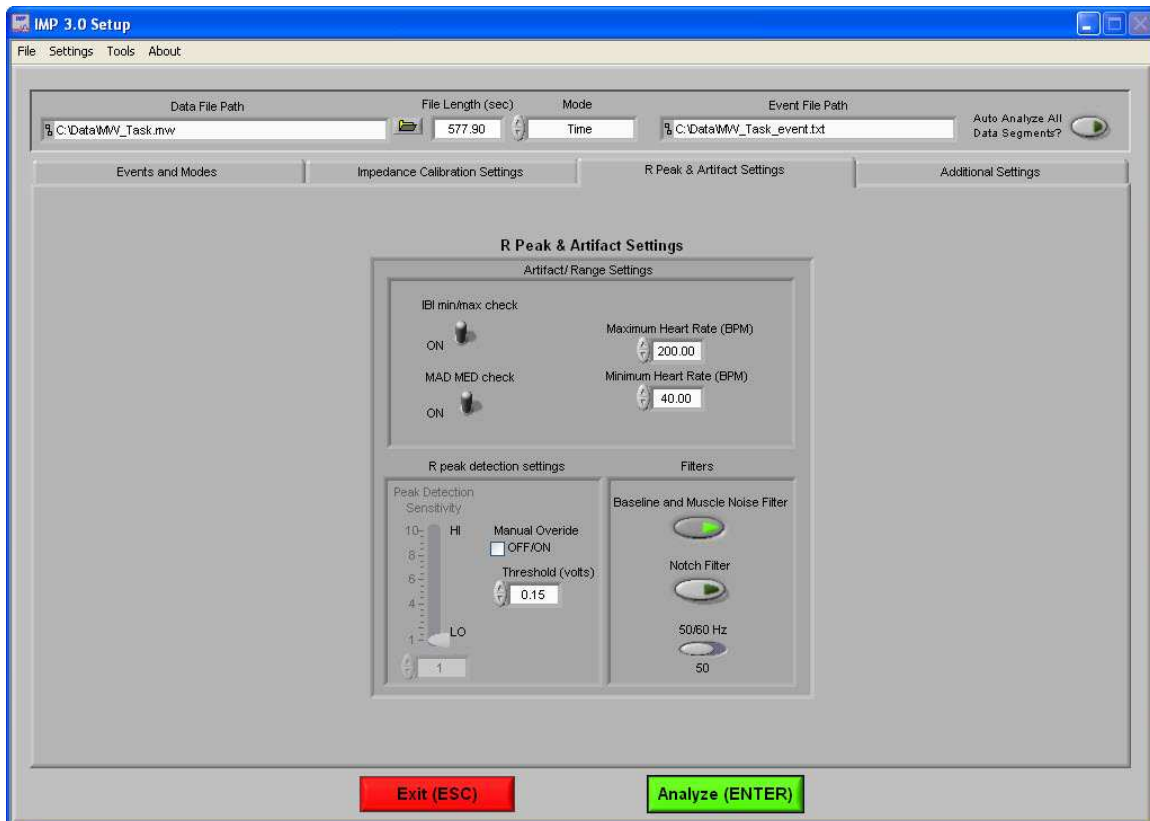 IMP 3.0 Setup
File Settings Tools About
Data File Path
File Length (sec)
Mode
Event File Path
C:\Data\MW_Task.mw
577.90
Time
C:\Data\MW_Task_event.txt
Auto Analyze All
Data Segments?
Events and Modes
Impedance Calibration Settings
R Peak & Artifact Settings
Additional Settings
R Peak & Artifact Settings
Artifact/ Range Settings
IBI min/max check
ON
Maximum Heart Rate (BPM)
200.00
MAD MED check
ON
Minimum Heart Rate (BPM)
40.00
R peak detection settings
Peak Detection
Sensitivity
10
HI
8
6
4
1
LO
1
Manual Overide
OFF/ON
Threshold (volts)
0.15
Filters
Baseline and Muscle Noise Filter
Notch Filter
50/60 Hz
50
Exit (ESC)
Analyze (ENTER)